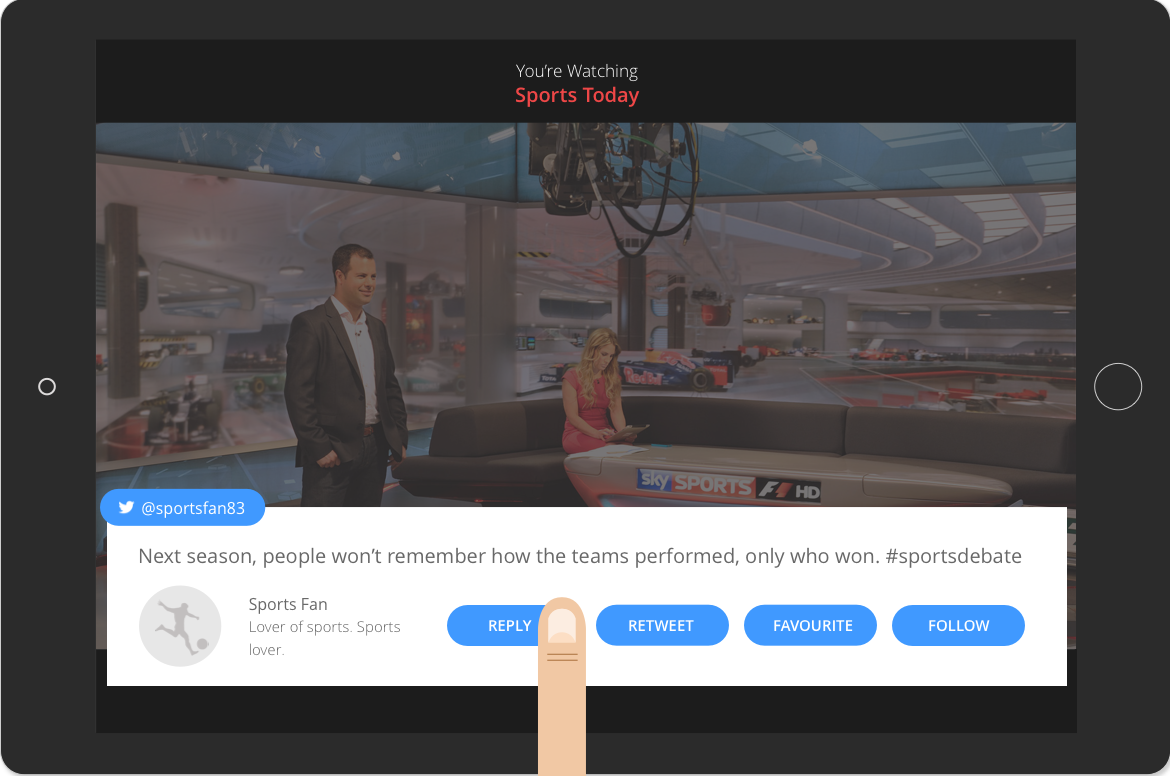 You're Watching
Sports Today
Red Bull
sky SPORTS F1 HD
@sportsfan83
Next season, people won't remember how the teams performed, only who won. #sportsdebate
Sports Fan
Lover of sports. Sports
lover.
REPLY
RETWEET
FAVOURITE
FOLLOW